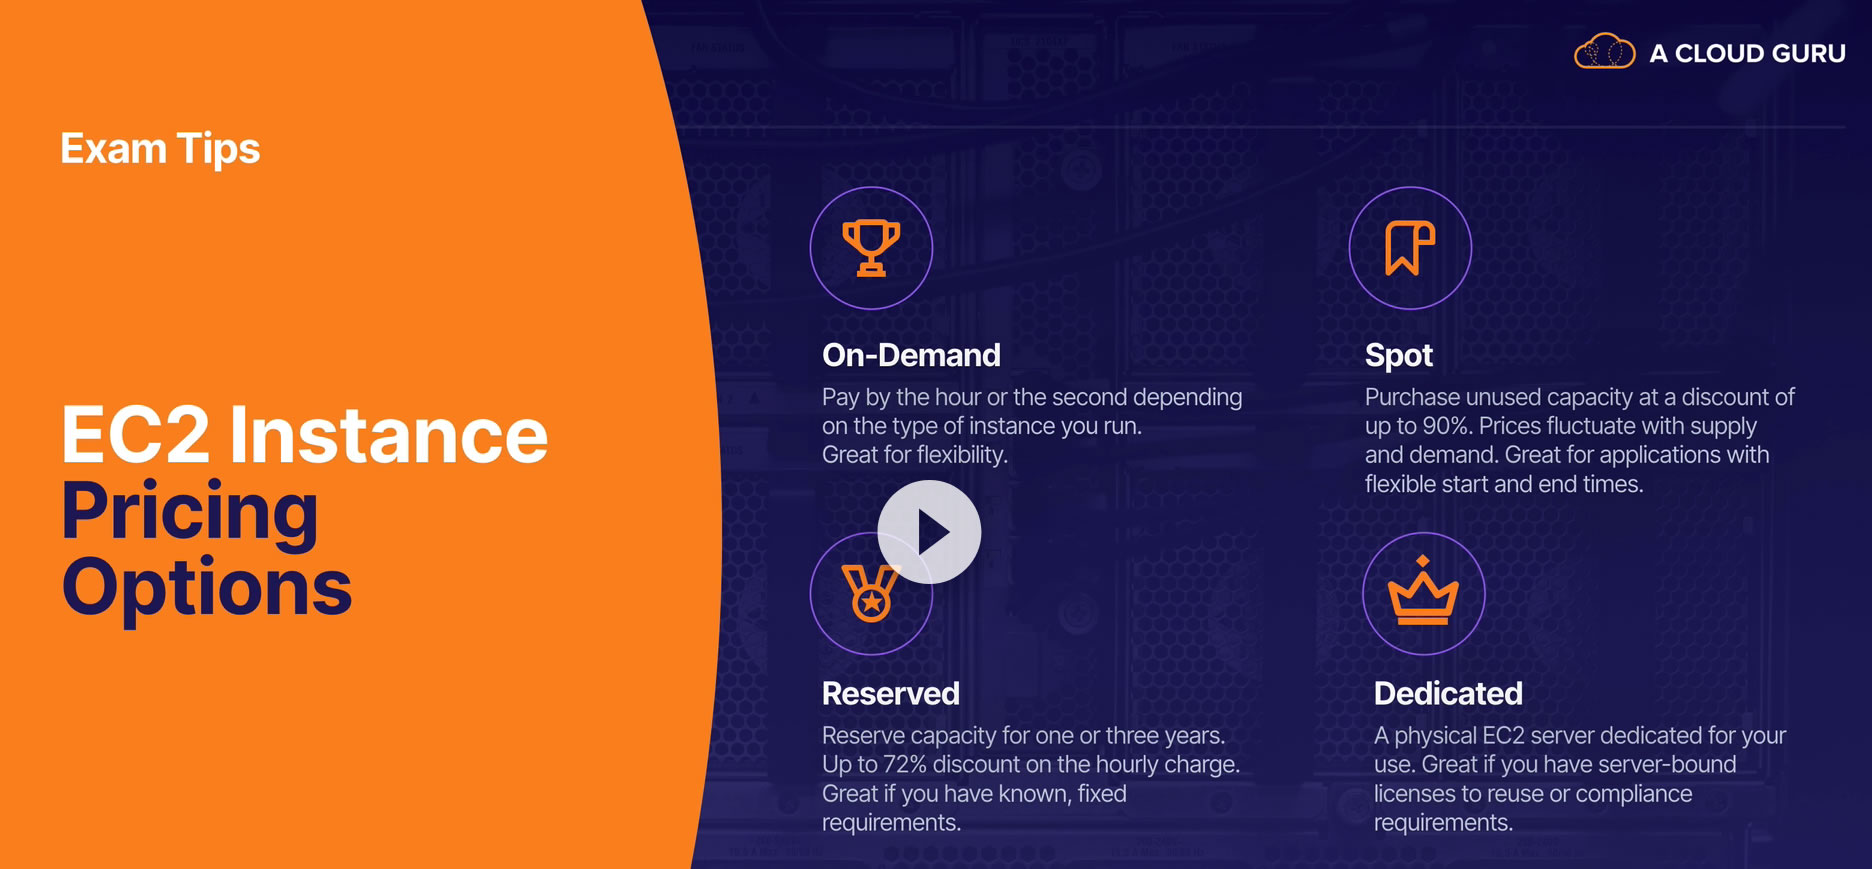 A CLOUD GURU
Exam Tips
EC2 Instance
Pricing
Options
On-Demand
Pay by the hour or the second depending
on the type of instance you run.
Great for flexibility.
Spot
Purchase unused capacity at a discount of
up to 90%. Prices fluctuate with supply
and demand. Great for applications with
flexible start and end times.
Reserved
Reserve capacity for one or three years.
Up to 72% discount on the hourly charge.
Great if you have known, fixed
requirements.
Dedicated
A physical EC2 server dedicated for your
use. Great if you have server-bound
licenses to reuse or compliance
requirements.
FAN STATUS
FAN STATUS